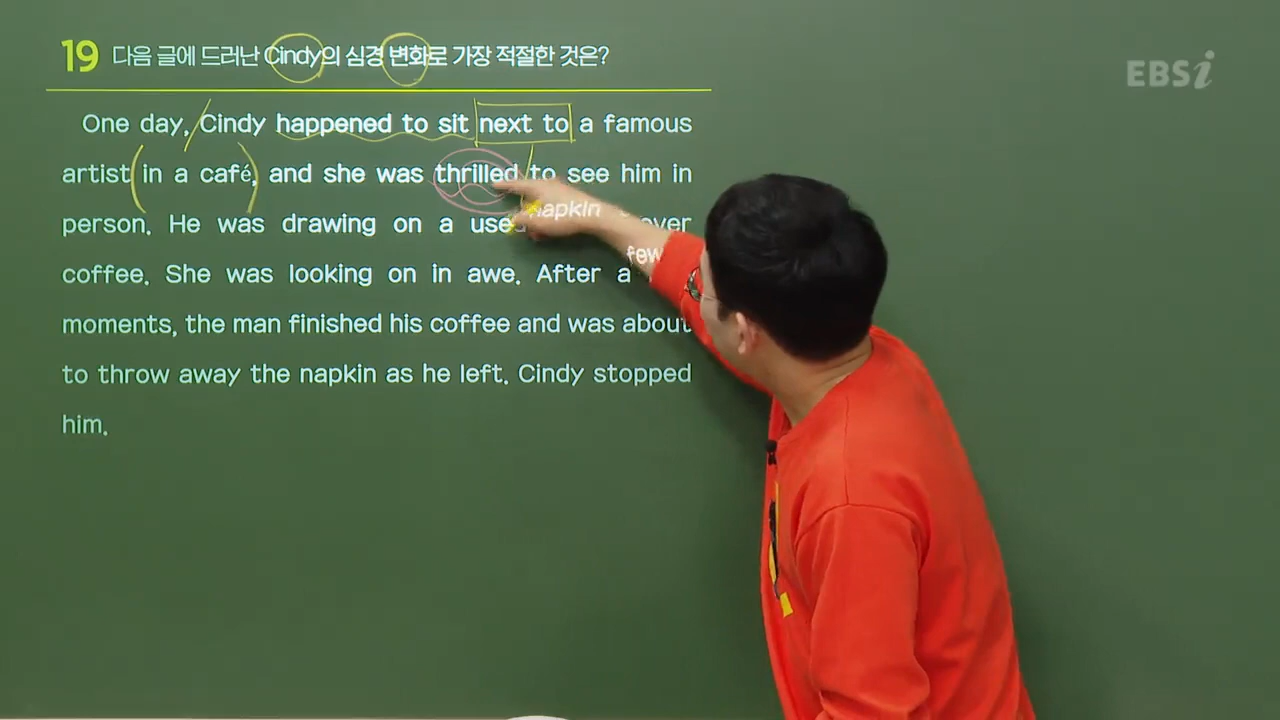 19 다음 글에 드러난 Cindy의 심경 변화로 가장 적절한 것은?
EBSi
One day, Cindy happened to sit next to a famous
artist in a café, and she was thrilled to see him in
person. He was drawing on a used napkin over
coffee. She was looking on in awe. After a few
moments, the man finished his coffee and was about
to throw away the napkin as he left. Cindy stopped
him.